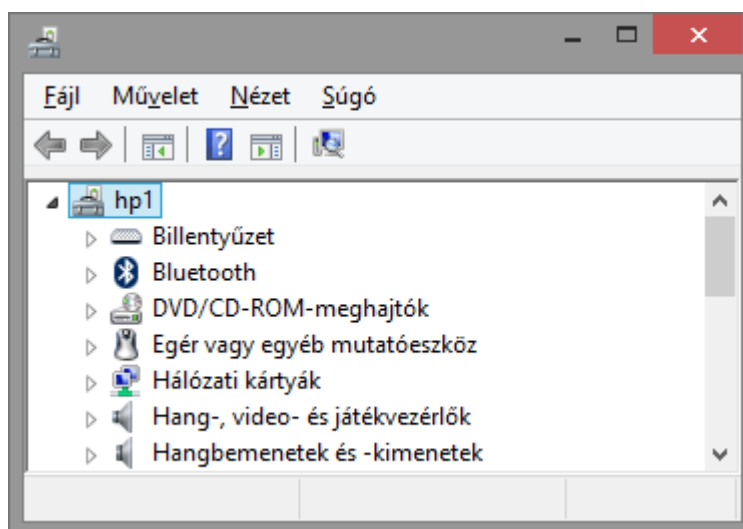 Fájl Művelet Nézet Súgó
hp1
Billentyűzet
Bluetooth
DVD/CD-ROM-meghajtók
Egér vagy egyéb mutatóeszköz
Hálózati kártyák
Hang-, video- és játékvezérlők
Hangbemenetek és -kimenetek